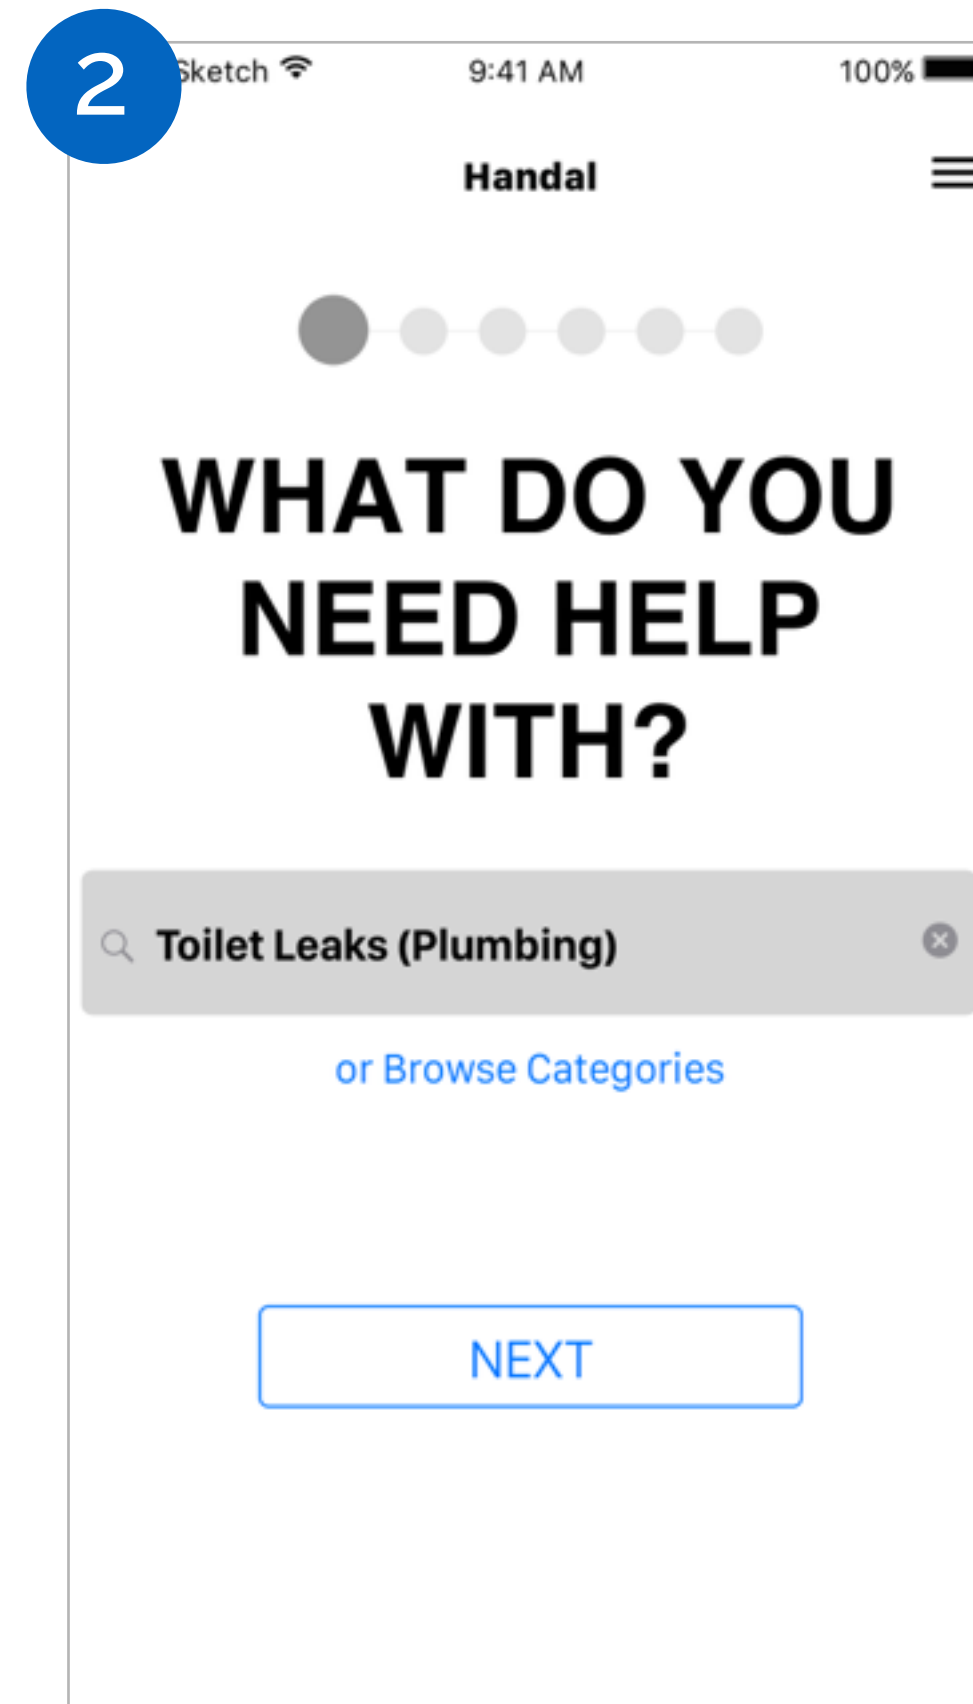 2
Sketch 9:41 AM 100%
Handal
WHAT DO YOU
NEED HELP
WITH?
Toilet Leaks (Plumbing)
or Browse Categories
NEXT